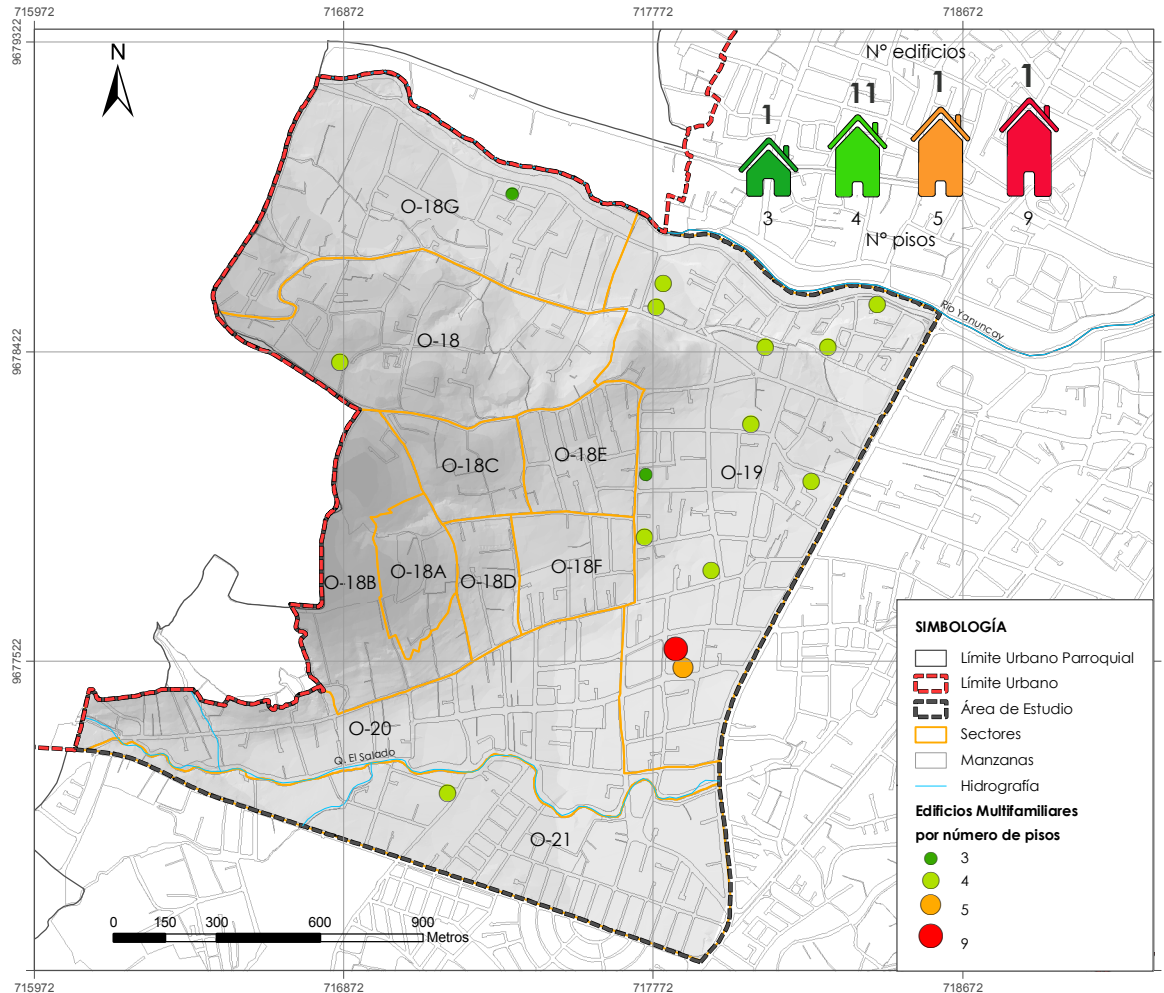 715972
716872
717772
718672
9679322
9678422
9677522
N
N° edificios
1
11
1
1
3
4
5
9
N° pisos
O-18G
O-18
Río Yanuncay
O-18C
O-18E
O-19
O-18B
O-18A
O-18D
O-18F
O-20
Q. El Salado
O-21
0 150 300 600 900
Metros
SIMBOLOGÍA
Límite Urbano Parroquial
Límite Urbano
Área de Estudio
Sectores
Manzanas
Hidrografía
Edificios Multifamiliares
por número de pisos
3
4
5
9
715972
716872
717772
718672